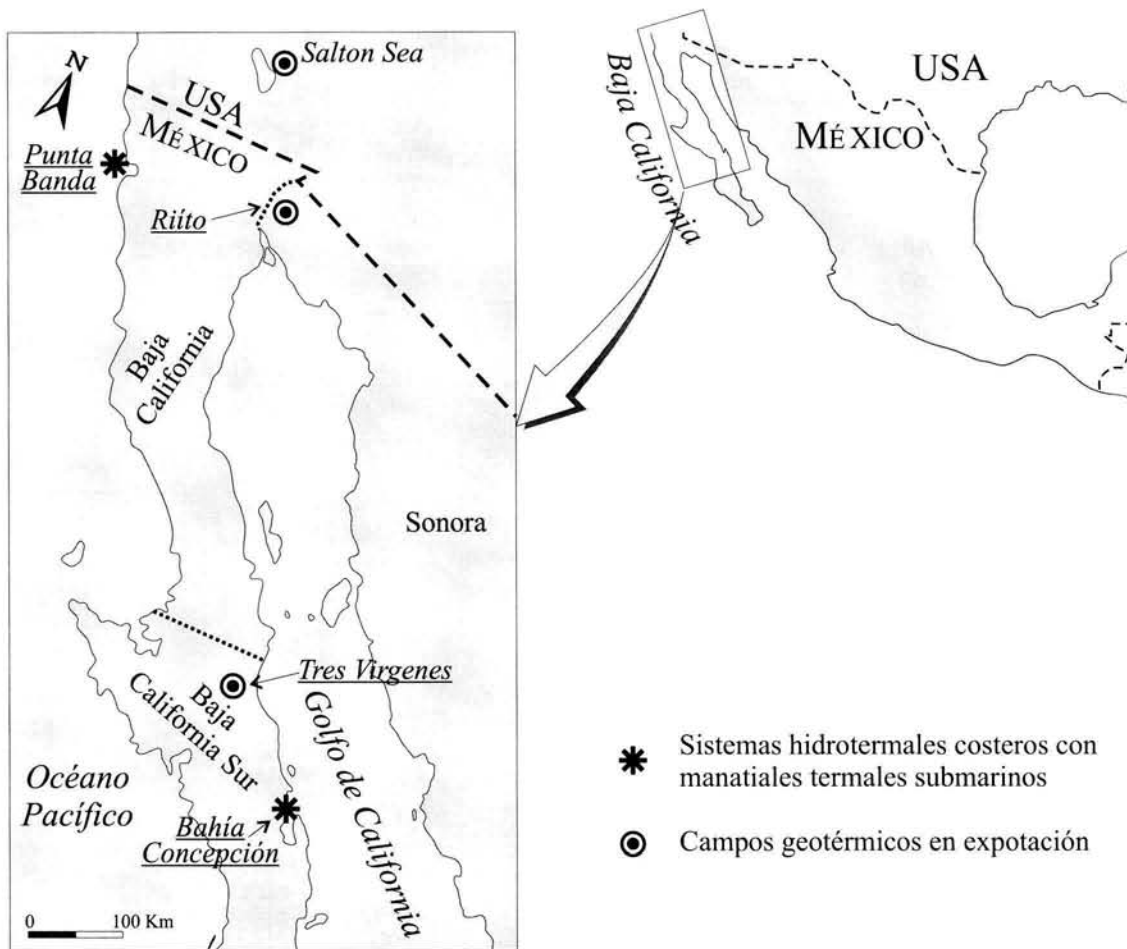 N
Salton Sea
USA
MÉXICO
Punta
Banda
Riíto
Baja
California
Sonora
Tres Virgenes
Baja
California Sur
Golfo de California
Océano
Pacífico
Bahía
Concepción
0 100 Km
USA
MÉXICO
Baja California
Sistemas hidrotermales costeros con
manatiales termales submarinos
Campos geotérmicos en expotación